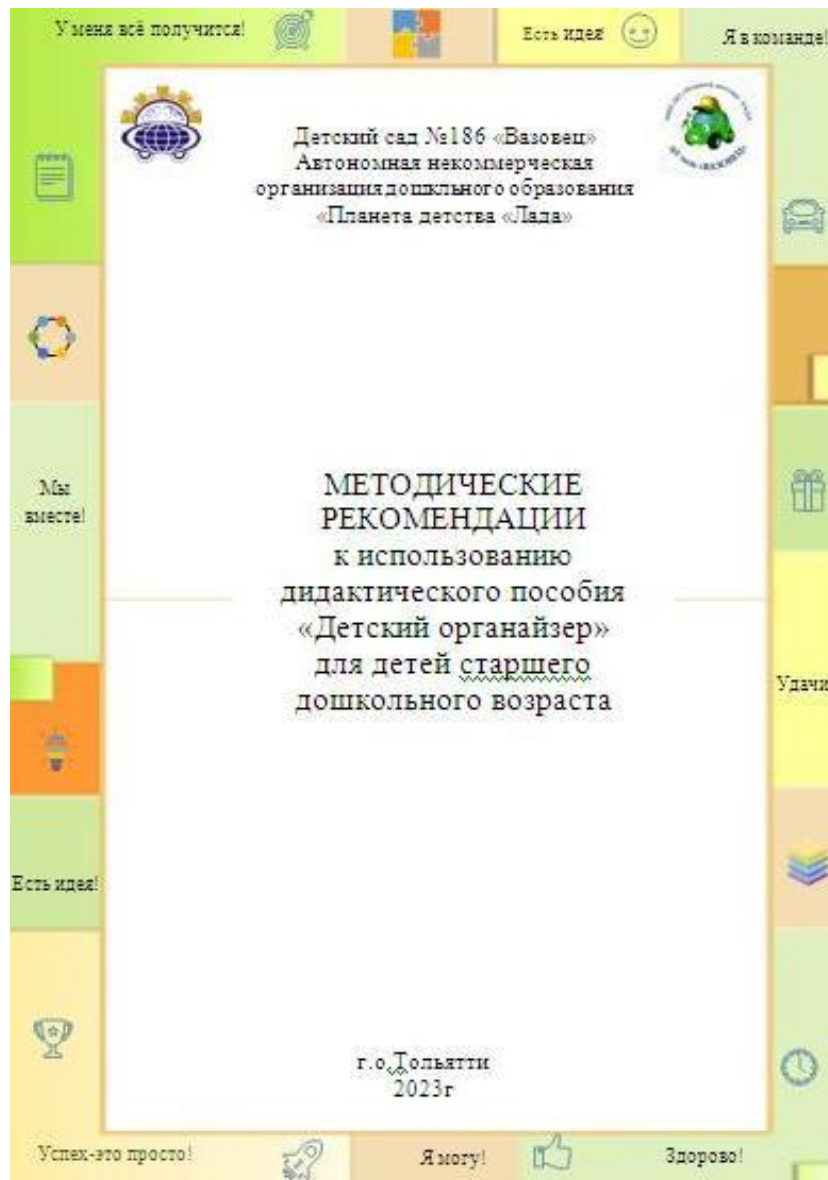 У меня всё получится!
Есть идея!
Я в команде!
Детский сад №186 «Вазовец»
Автономная некоммерческая
организация дошкльного образования
«Планета детства «Лада»
Мы
вместе!
МЕТОДИЧЕСКИЕ
РЕКОМЕНДАЦИИ
к использованию
дидактического пособия
«Детский органайзер»
для детей старшего
дошкольного возраста
Удачи
Есть идея!
г.о.Тольятти
2023г
Успех-это просто!
Я могу!
Здорово!